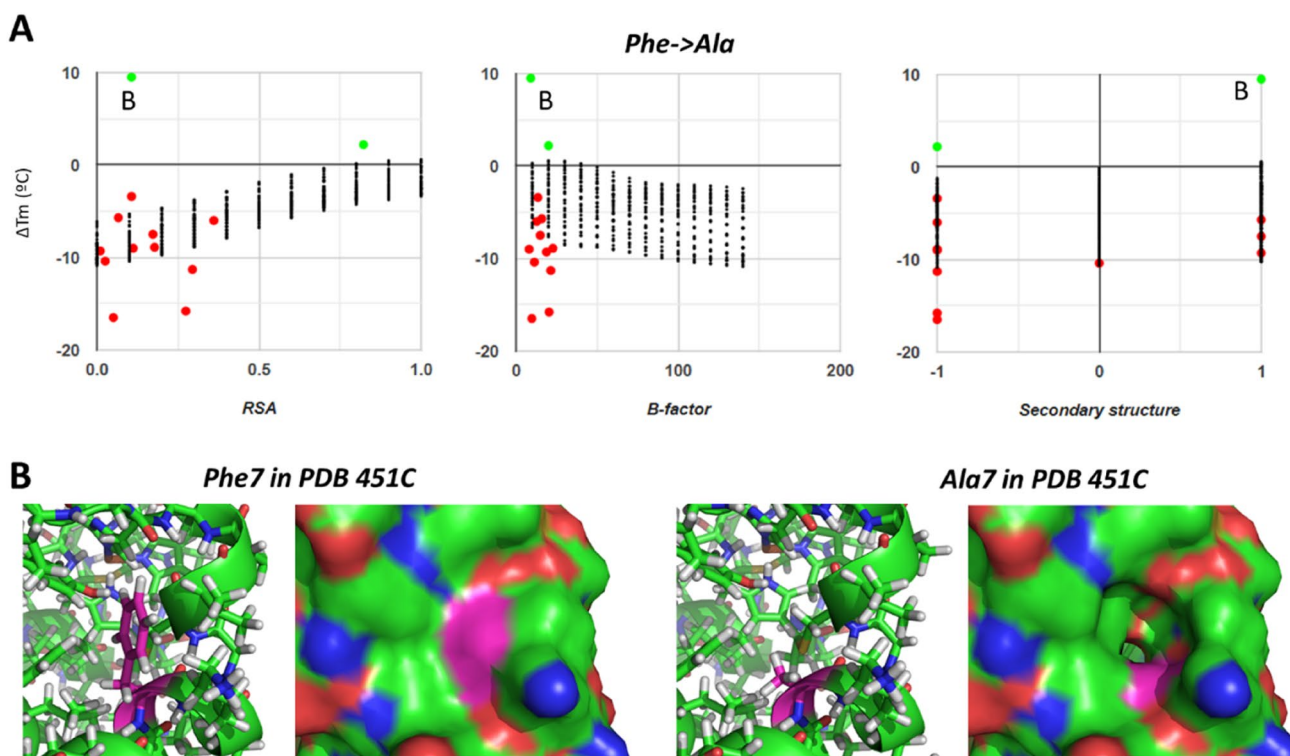 A
Phe->Ala
10
0
-10
-20
ΔTm (ºC)
B
0.0
0.5
1.0
RSA
10
0
-10
-20
B
0
100
200
B-factor
10
0
-10
-20
B
-1
0
1
Secondary structure
B
Phe7 in PDB 451C
Ala7 in PDB 451C